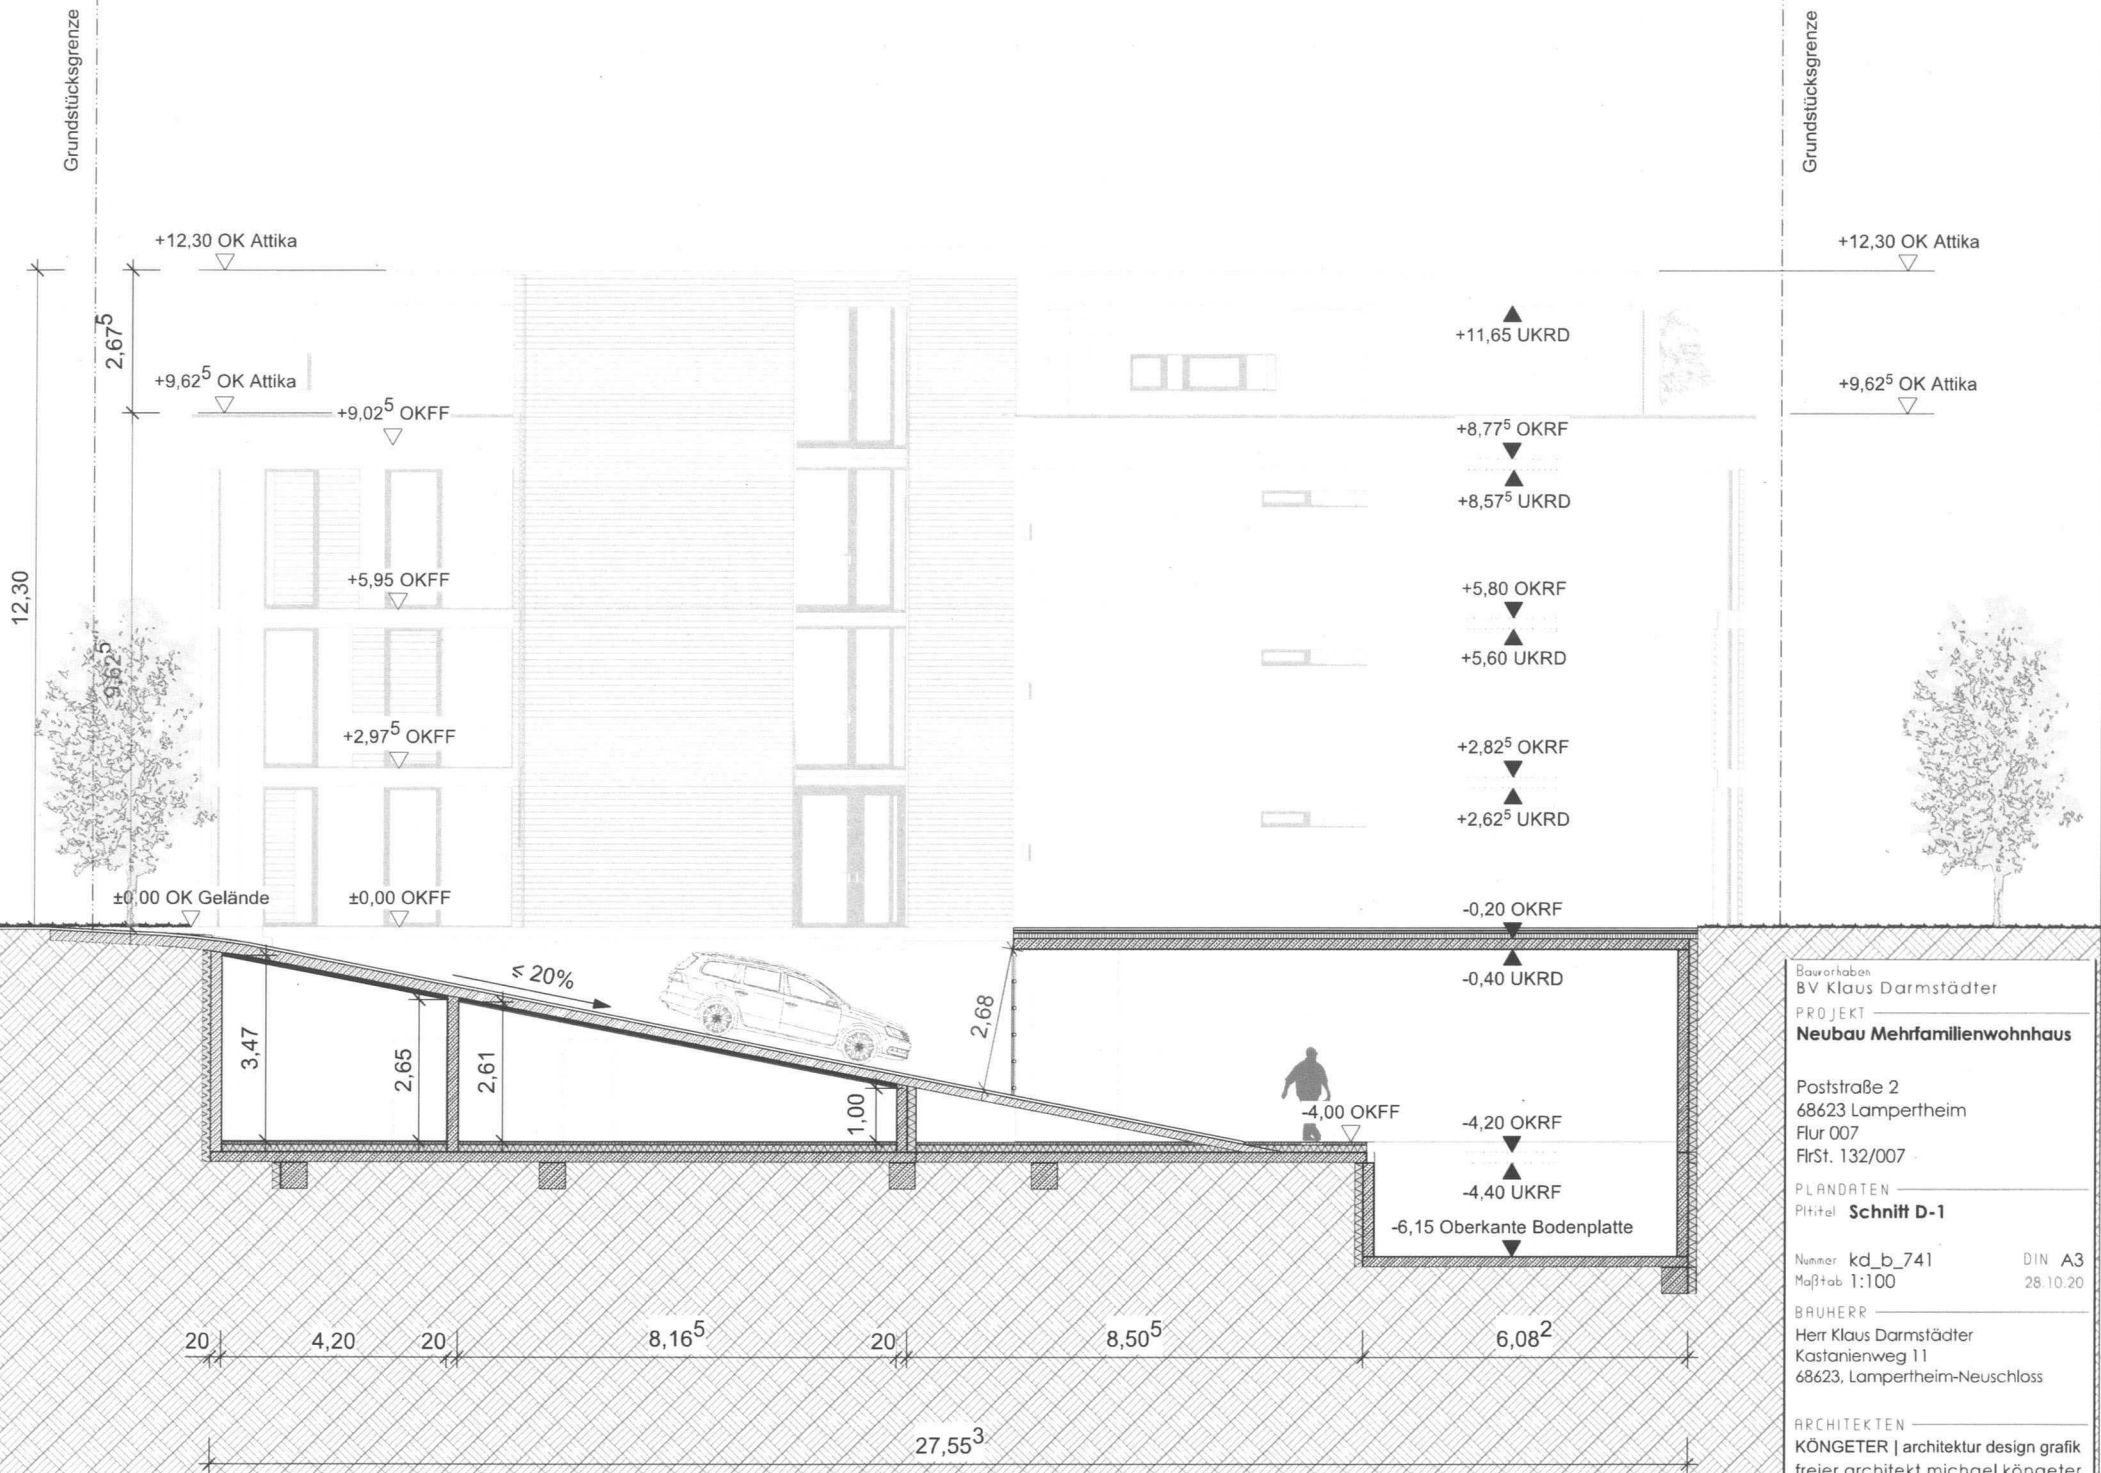 Grundstücksgrenze
Grundstücksgrenze
+12,30 OK Attika
+12,30 OK Attika
2,67⁵
+11,65 UKRD
+9,62⁵ OK Attika
+9,62⁵ OK Attika
+9,02⁵ OKFF
+8,77⁵ OKRF
+8,57⁵ UKRD
12,30
+5,95 OKFF
+5,80 OKRF
9,62⁵
+5,60 UKRD
+2,97⁵ OKFF
+2,82⁵ OKRF
+2,62⁵ UKRD
±0,00 OK Gelände
±0,00 OKFF
-0,20 OKRF
≤ 20%
-0,40 UKRD
3,47
2,65
2,61
1,00
2,68
-4,00 OKFF
-4,20 OKRF
-4,40 UKRF
-6,15 Oberkante Bodenplatte
20
4,20
20
8,16⁵
20
8,50⁵
6,08²
27,55³
Bauvorhaben
BV Klaus Darmstädter
PROJEKT
Neubau Mehrfamilienwohnhaus
Poststraße 2
68623 Lampertheim
Flur 007
FlrSt. 132/007
PLANDATEN
Pltitel Schnitt D-1
Nummer kd_b_741 DIN A3
Maßtab 1:100 28.10.20
BAUHERR
Herr Klaus Darmstädter
Kastanienweg 11
68623, Lampertheim-Neuschloss
ARCHITEKTEN
KÖNGETER | architektur design grafik
freier architekt michael köngeter